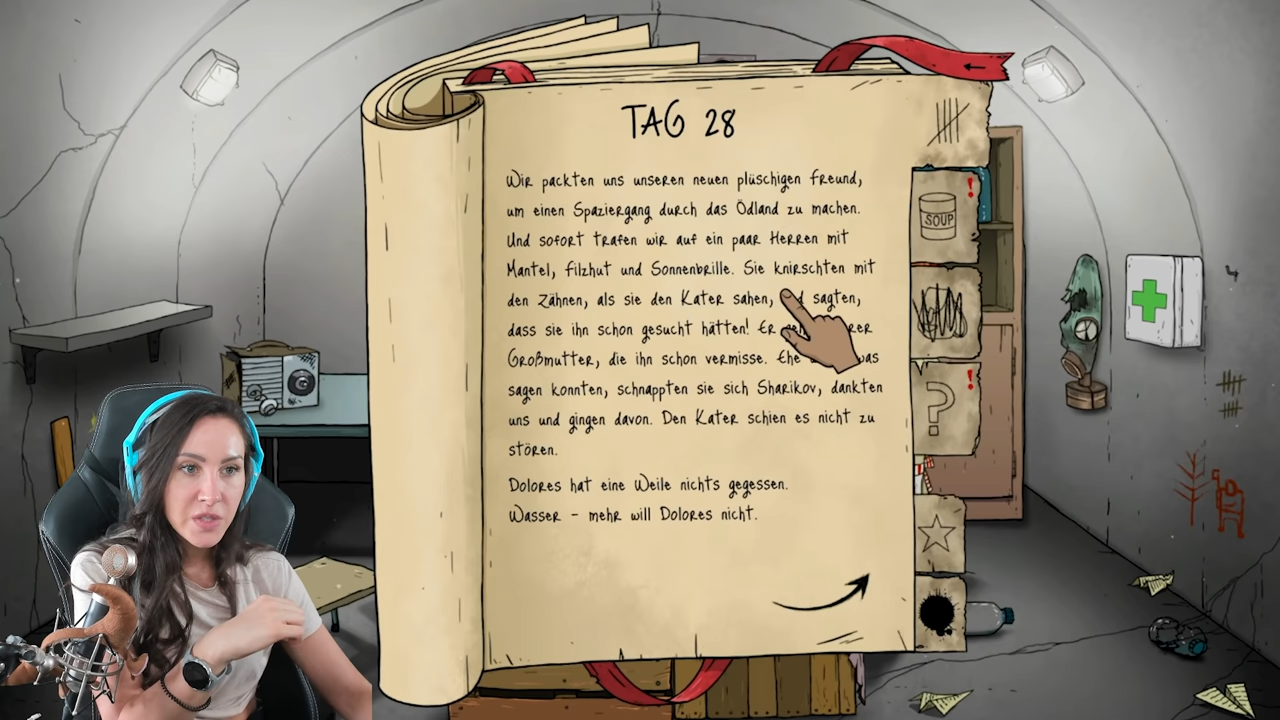 TAG 28
Wir packten uns unseren neuen plüschigen Freund,
um einen Spaziergang durch das Ödland zu machen.
Und sofort trafen wir auf ein paar Herren mit
Mantel, Filzhut und Sonnenbrille. Sie knirschten mit
den Zähnen, als sie den Kater sahen, sagten,
dass sie ihn schon gesucht hätten! Er
Großmutter, die ihn schon vermisse. Ehe
sagen konnten, schnappten sie sich Sharikov, dankten
uns und gingen davon. Den Kater schien es nicht zu
stören.
Dolores hat eine Weile nichts gegessen.
Wasser - mehr will Dolores nicht.
!
SOUP
?
!